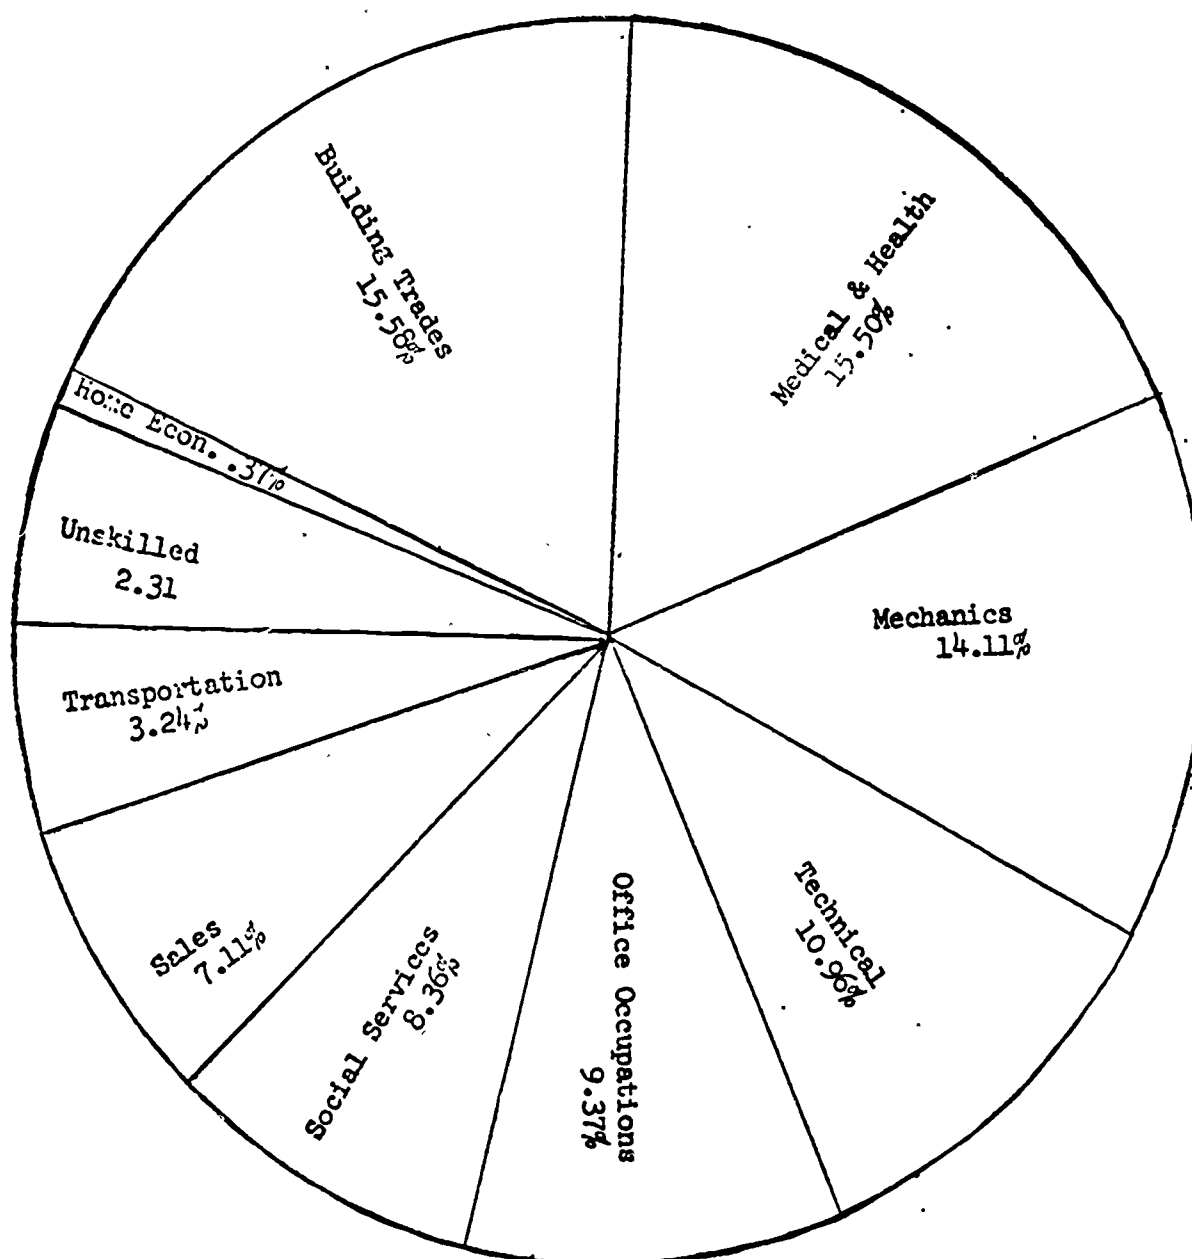 Building Trades
15.58%
Medical & Health
15.50%
Home Econ. .37%
Unskilled
2.31
Mechanics
14.11%
Transportation
3.24%
Technical
10.96%
Office Occupations
9.37%
Sales
7.11%
Social Services
8.36%